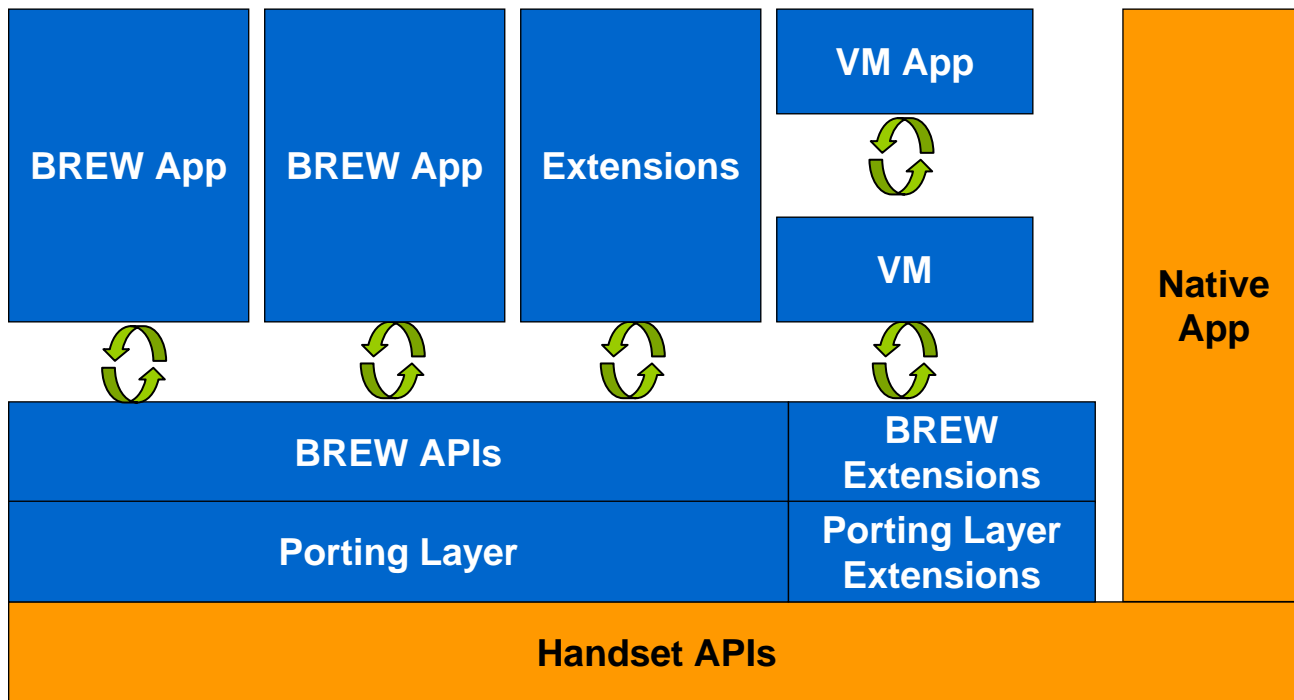 BREW App
BREW App
Extensions
VM App
VM
Native
App
BREW APIs
BREW
Extensions
Porting Layer
Porting Layer
Extensions
Handset APIs